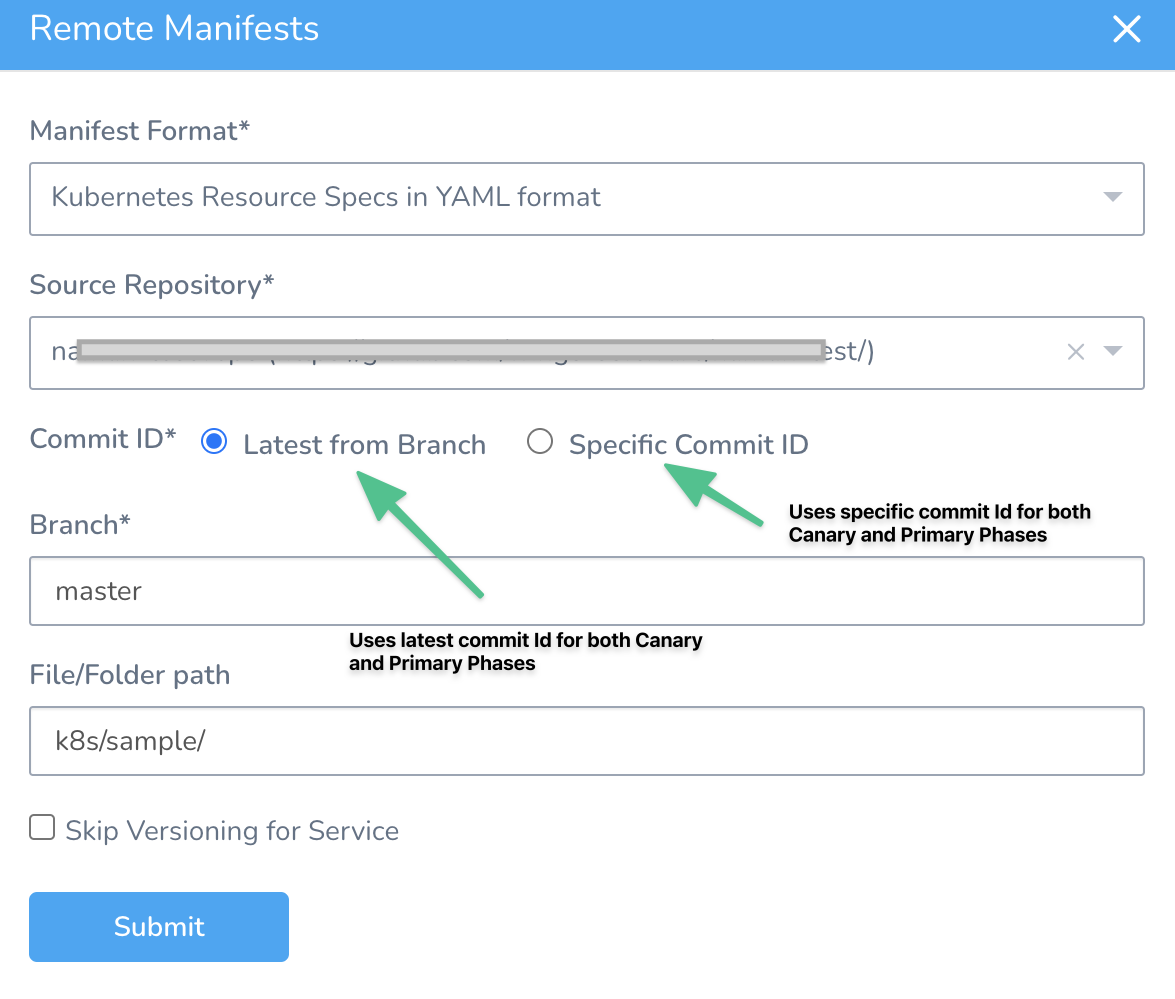 Remote Manifests
Manifest Format*
Kubernetes Resource Specs in YAML format
Source Repository*
na est/)
Commit ID* Latest from Branch Specific Commit ID
Uses specific commit Id for both
Canary and Primary Phases
Branch*
master
Uses latest commit Id for both Canary
and Primary Phases
File/Folder path
k8s/sample/
Skip Versioning for Service
Submit